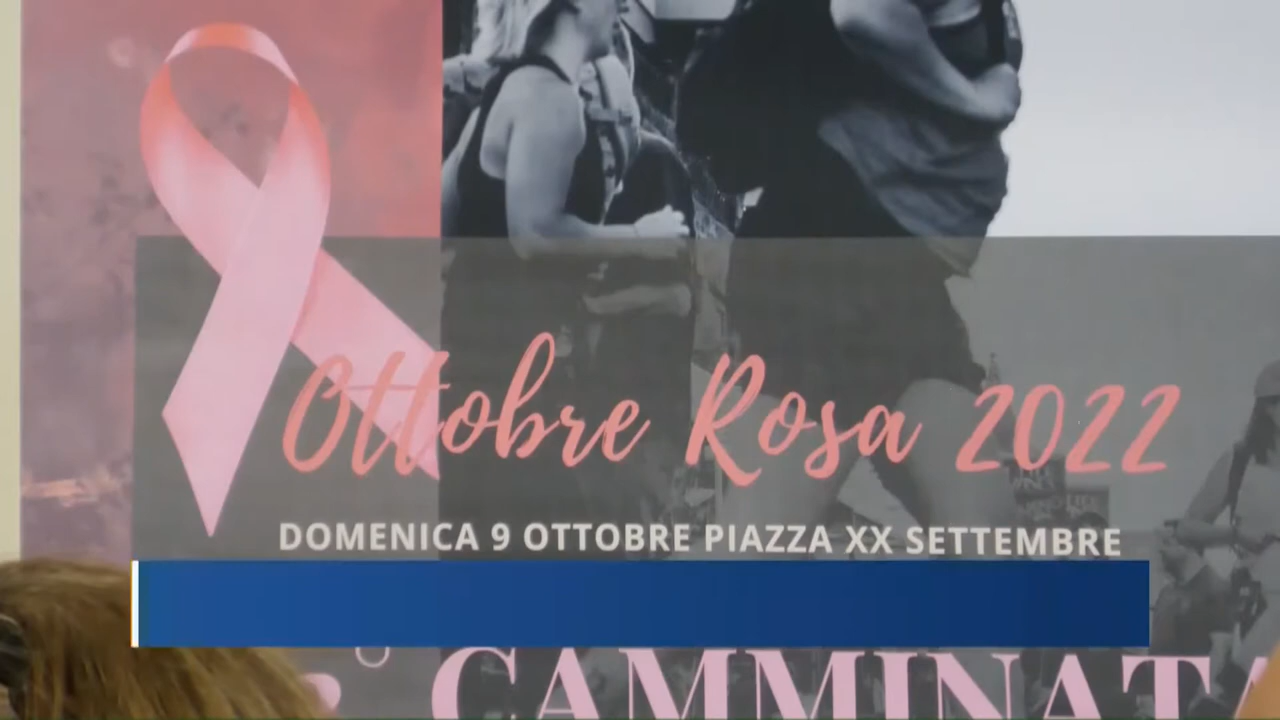 Ottobre Rosa 2022
DOMENICA 9 OTTOBRE PIAZZA XX SETTEMBRE
CAMMINATA